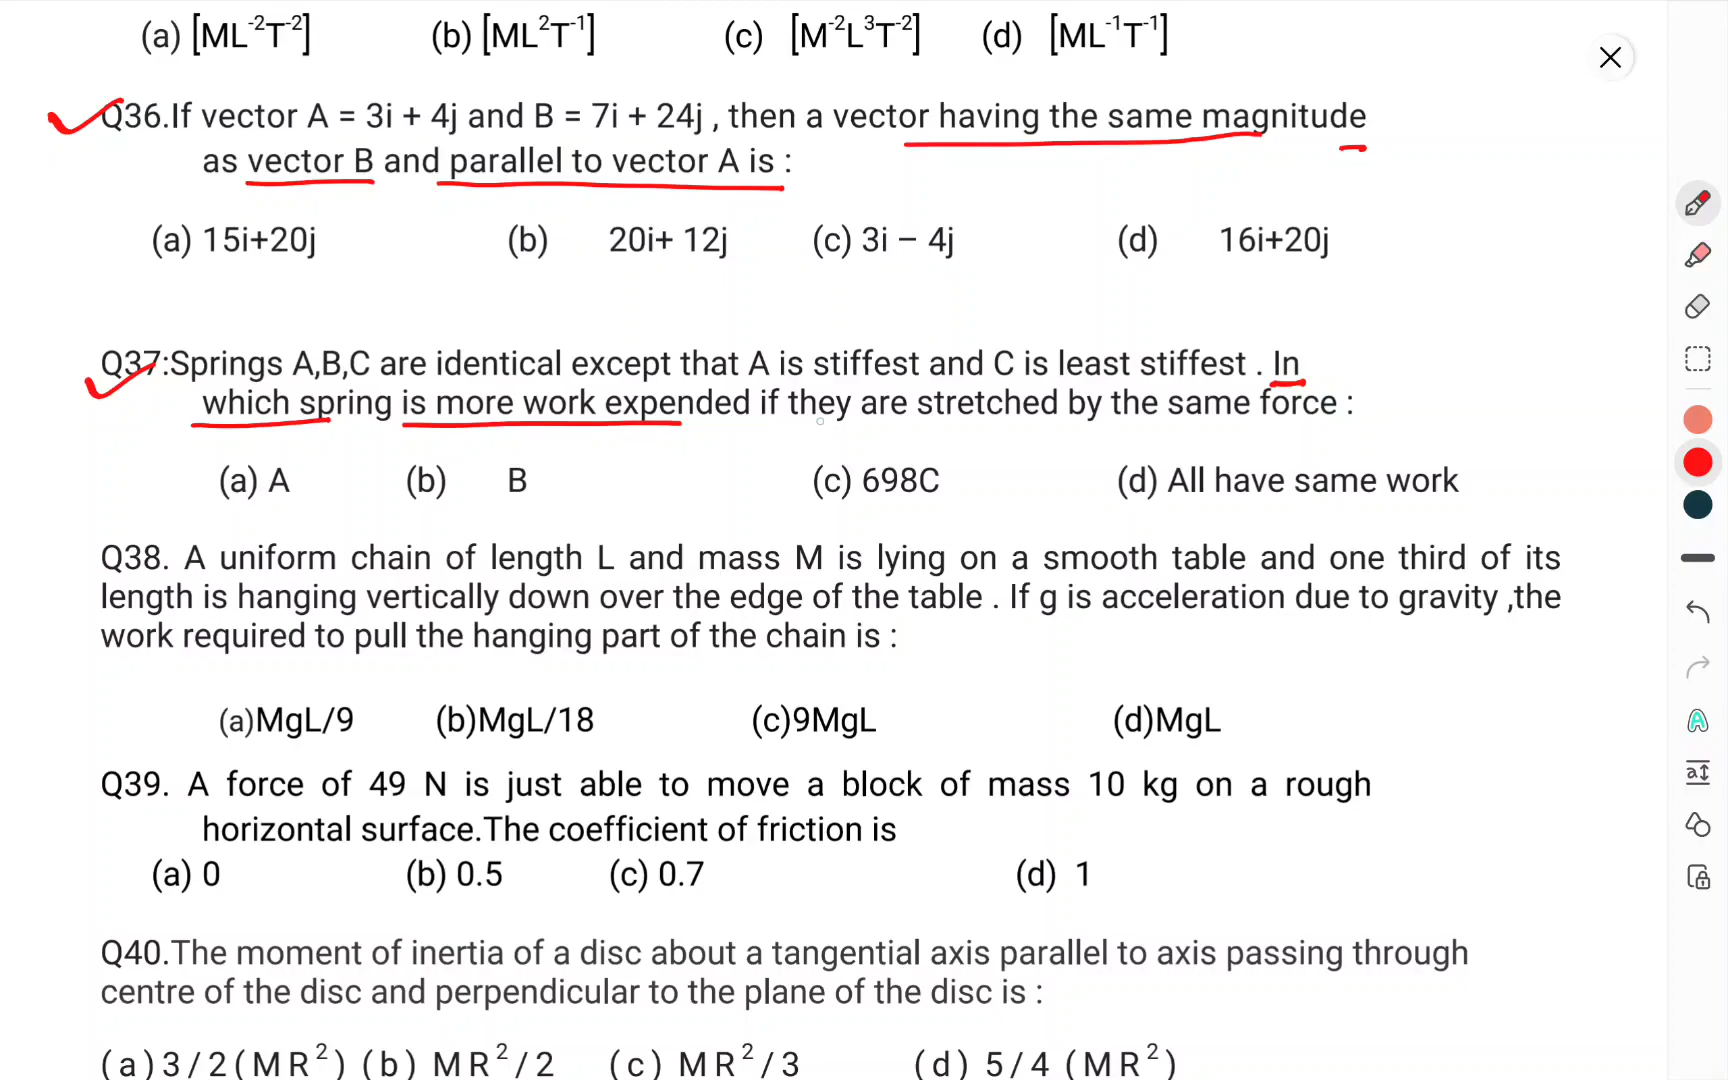 (a) [ML⁻²T⁻²] (b) [ML²T⁻¹] (c) [M⁻²L³T⁻²] (d) [ML⁻¹T⁻¹]
Q36.If vector A = 3i + 4j and B = 7i + 24j , then a vector having the same magnitude
as vector B and parallel to vector A is :
(a) 15i+20j (b) 20i+ 12j (c) 3i – 4j (d) 16i+20j
Q37:Springs A,B,C are identical except that A is stiffest and C is least stiffest . In
which spring is more work expended if they are stretched by the same force :
(a) A (b) B (c) 698C (d) All have same work
Q38. A uniform chain of length L and mass M is lying on a smooth table and one third of its
length is hanging vertically down over the edge of the table . If g is acceleration due to gravity ,the
work required to pull the hanging part of the chain is :
(a)MgL/9 (b)MgL/18 (c)9MgL (d)MgL
Q39. A force of 49 N is just able to move a block of mass 10 kg on a rough
horizontal surface.The coefficient of friction is
(a) 0 (b) 0.5 (c) 0.7 (d) 1
Q40.The moment of inertia of a disc about a tangential axis parallel to axis passing through
centre of the disc and perpendicular to the plane of the disc is :
(a)3/2(MR²) (b) MR²/2 (c) MR²/3 (d) 5/4 (MR²)